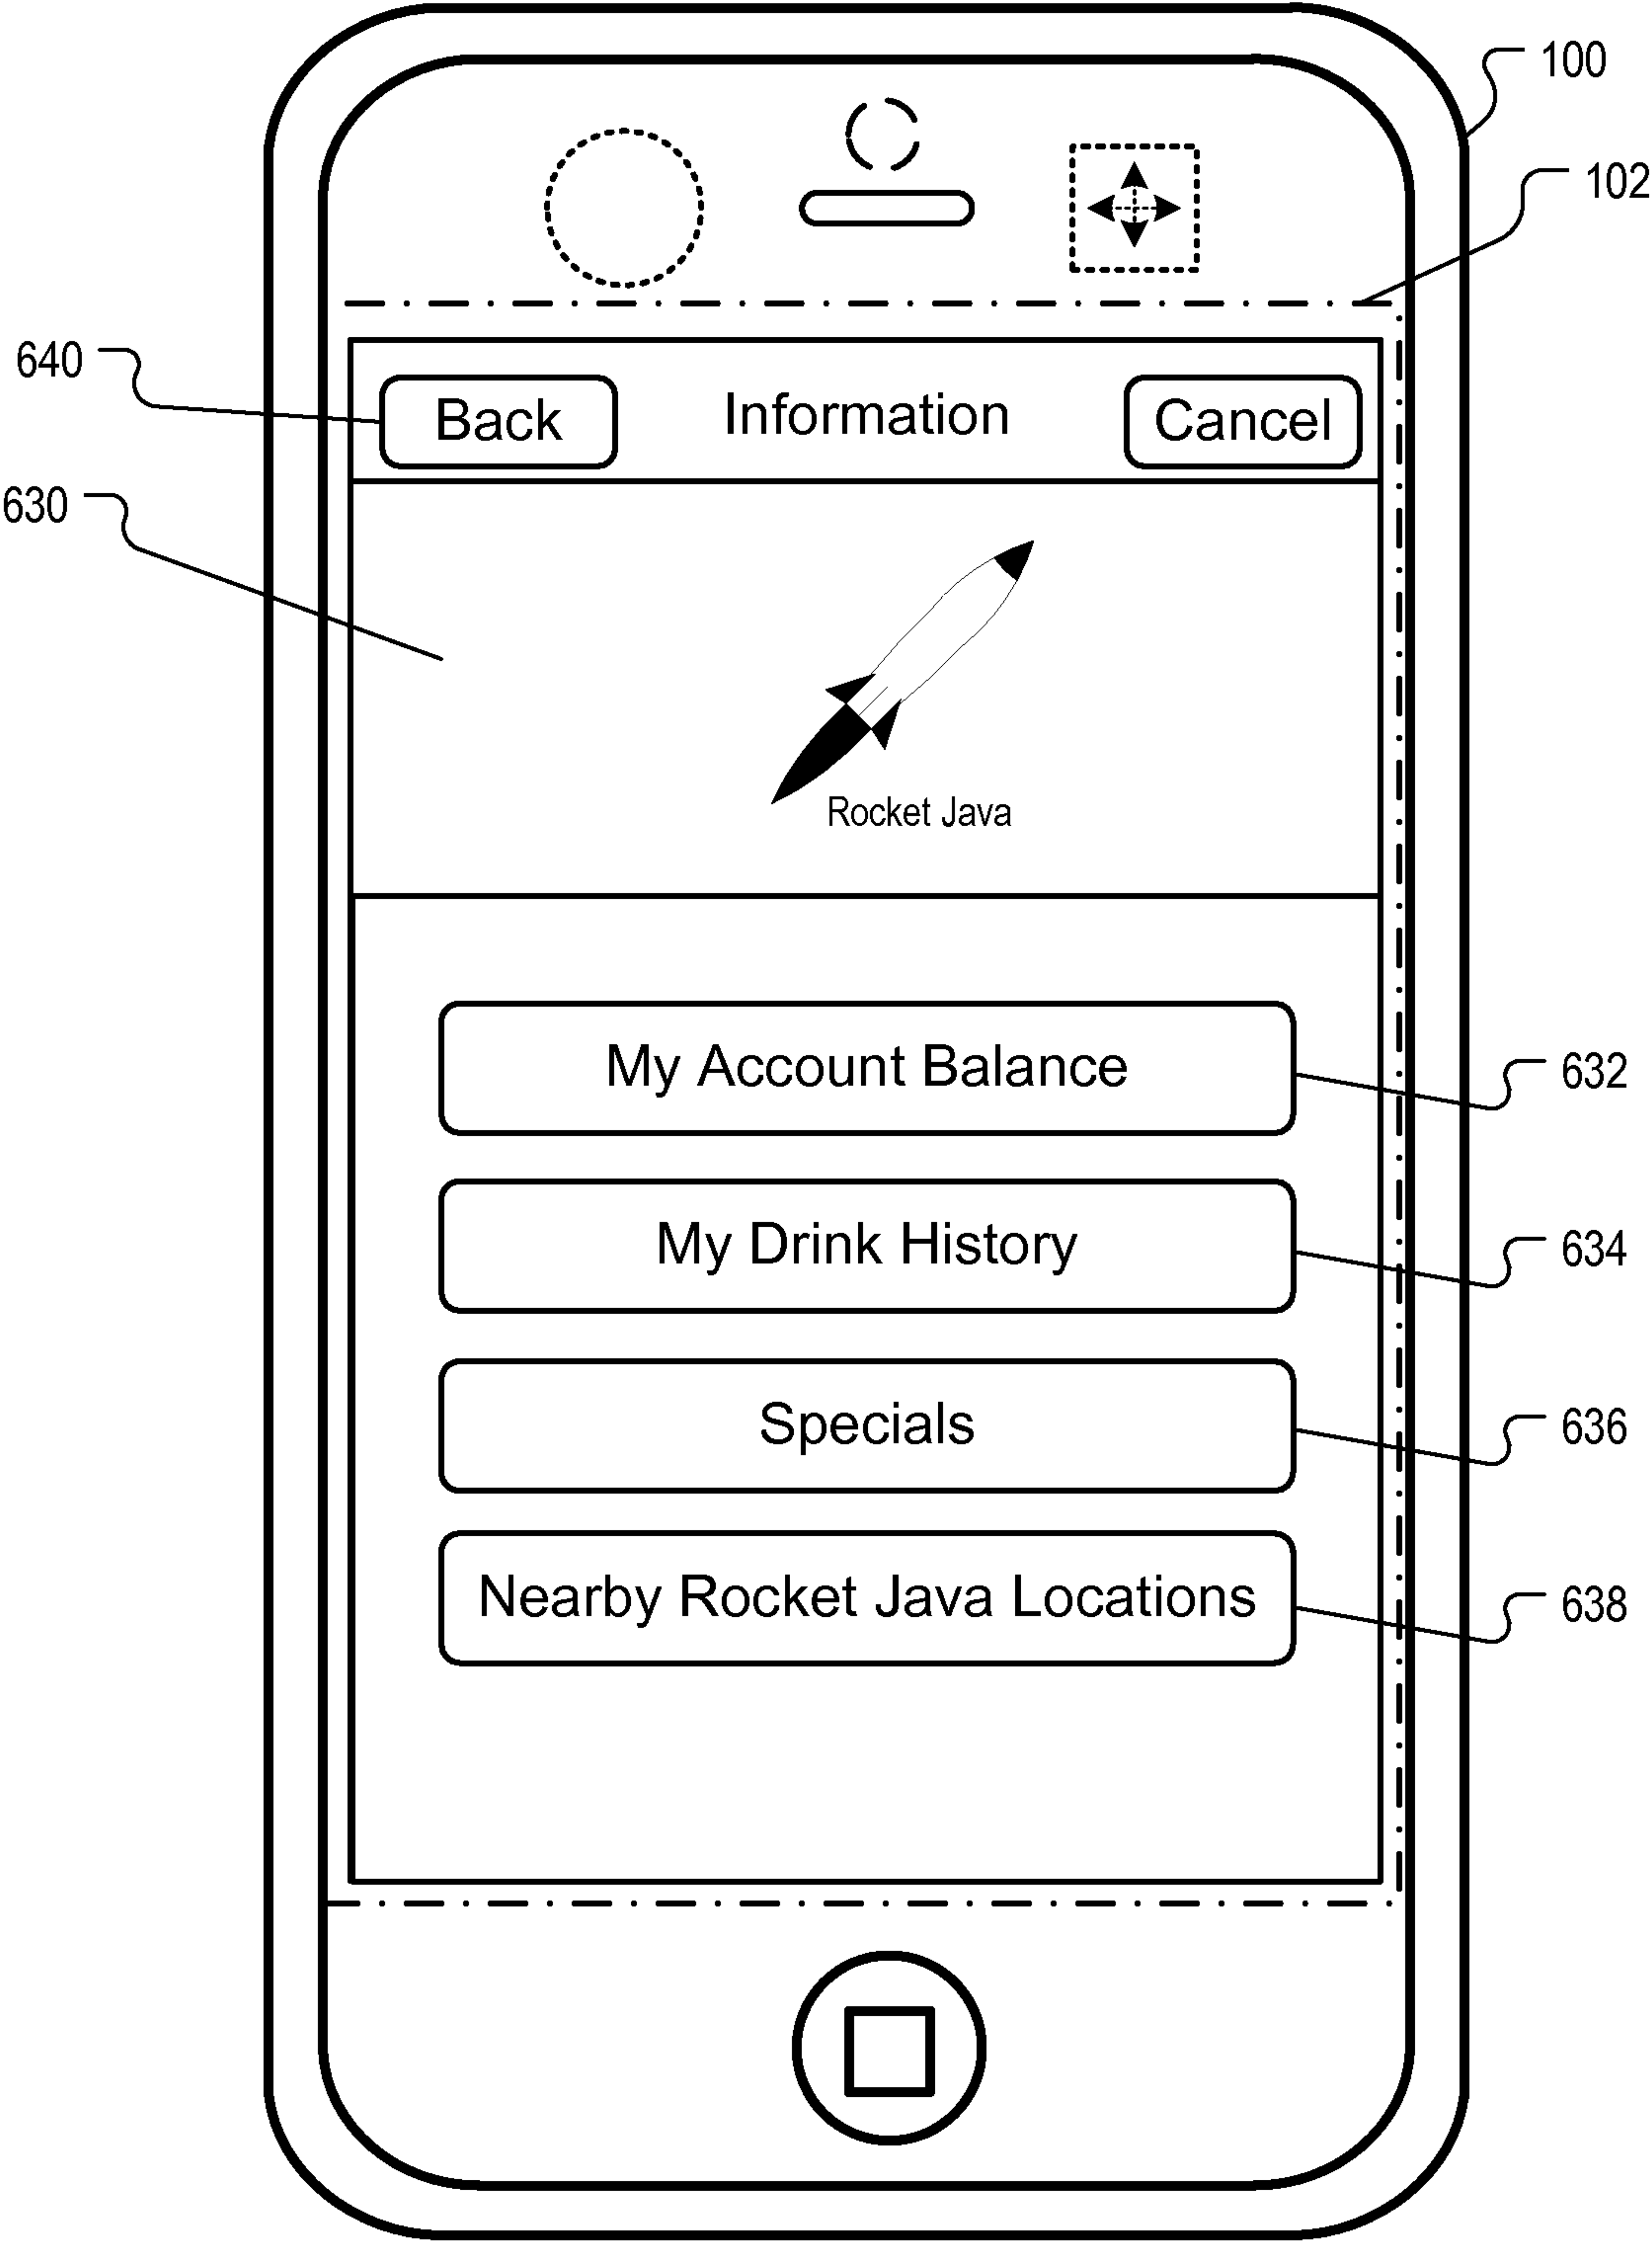 100
102
640
Back Information Cancel
630
Rocket Java
My Account Balance
632
My Drink History
634
Specials
636
Nearby Rocket Java Locations
638